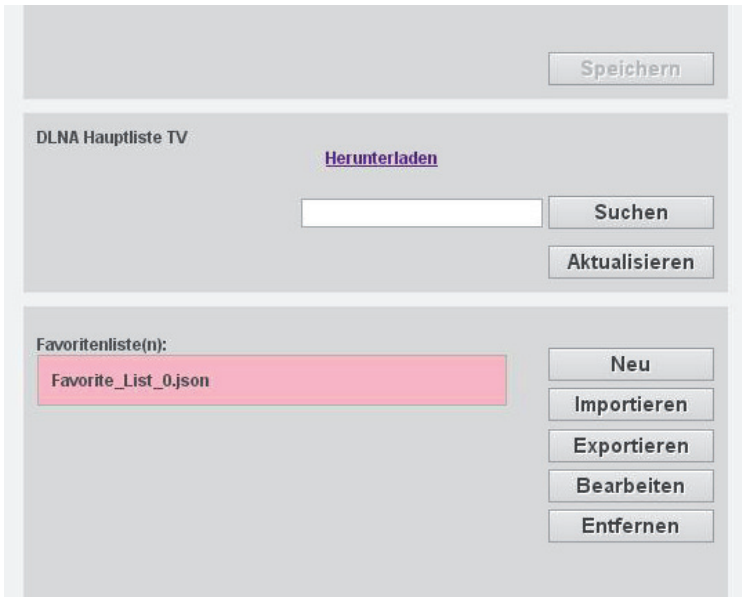 Speichern
DLNA Hauptliste TV
Herunterladen
Suchen
Aktualisieren
Favoritenliste(n):
Favorite_List_0.json
Neu
Importieren
Exportieren
Bearbeiten
Entfernen